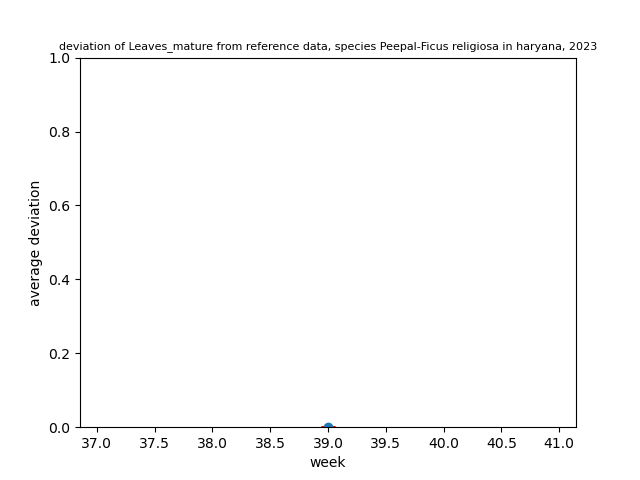 deviation of Leaves_mature from reference data, species Peepal-Ficus religiosa in haryana, 2023
1.0
0.8
0.6
0.4
0.2
0.0
average deviation
37.0 37.5 38.0 38.5 39.0 39.5 40.0 40.5 41.0
week